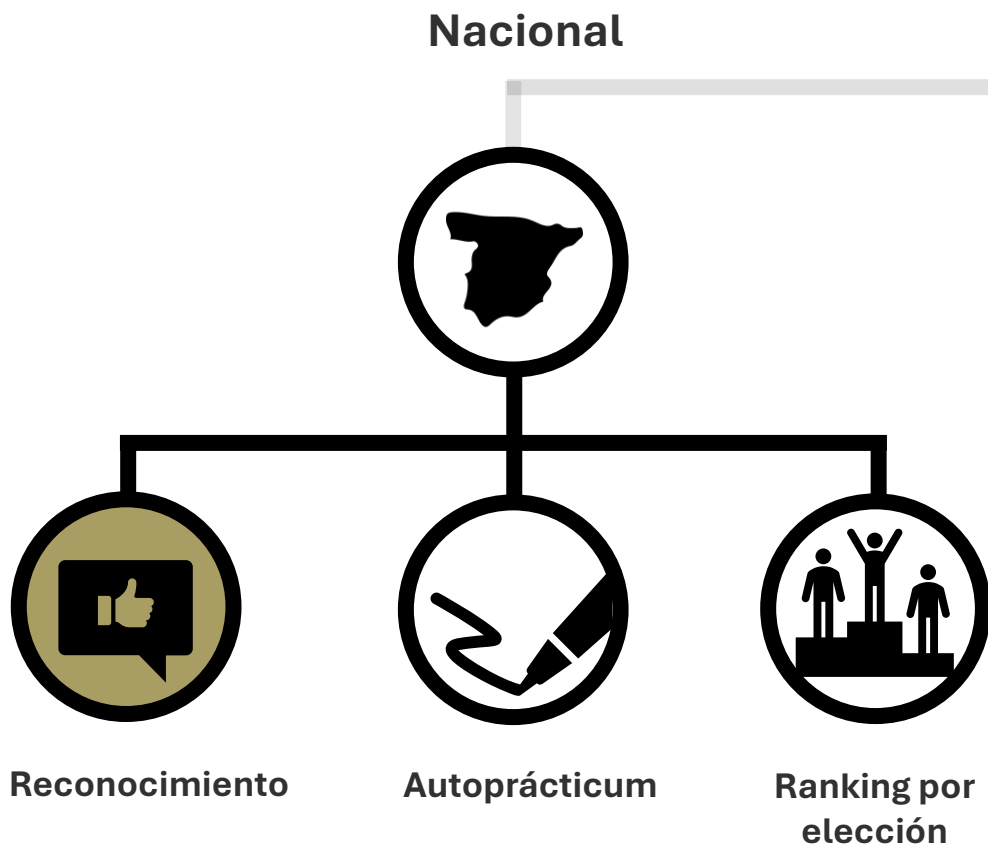 Nacional
Reconocimiento
Autoprácticum
Ranking por
elección